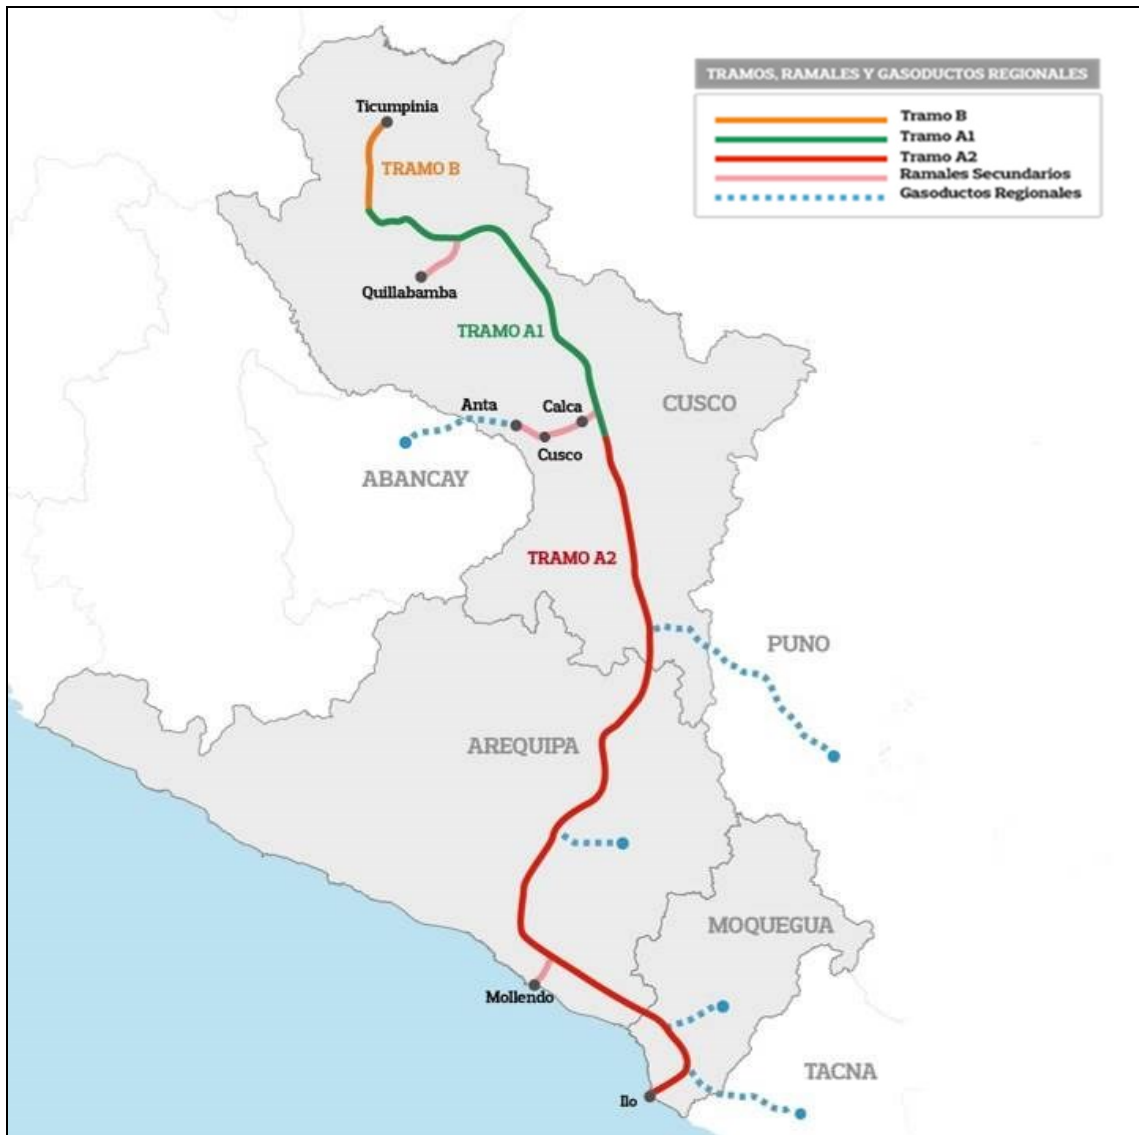 TRAMOS, RAMALES Y GASODUCTOS REGIONALES
Tramo B
Tramo A1
Tramo A2
Ramales Secundarios
Gasoductos Regionales
Ticumpinia
TRAMO B
Quillabamba
TRAMO A1
CUSCO
Anta
Calca
Cusco
ABANCAY
TRAMO A2
PUNO
AREQUIPA
MOQUEGUA
Mollendo
TACNA
Ilo